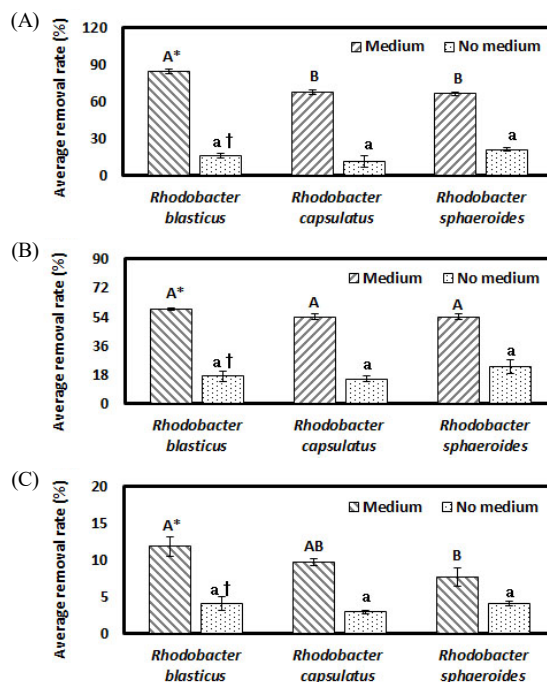 (A)
Average removal rate (%)
120
90
60
30
0
Medium
No medium
A*
a †
B
a
B
a
Rhodobacter
blasticus
Rhodobacter
capsulatus
Rhodobacter
sphaeroides
(B)
Average removal rate (%)
90
72
54
36
18
0
Medium
No medium
A*
a †
A
a
A
a
Rhodobacter
blasticus
Rhodobacter
capsulatus
Rhodobacter
sphaeroides
(C)
Average removal rate (%)
20
15
10
5
0
Medium
No medium
A*
a †
AB
a
B
a
Rhodobacter
blasticus
Rhodobacter
capsulatus
Rhodobacter
sphaeroides